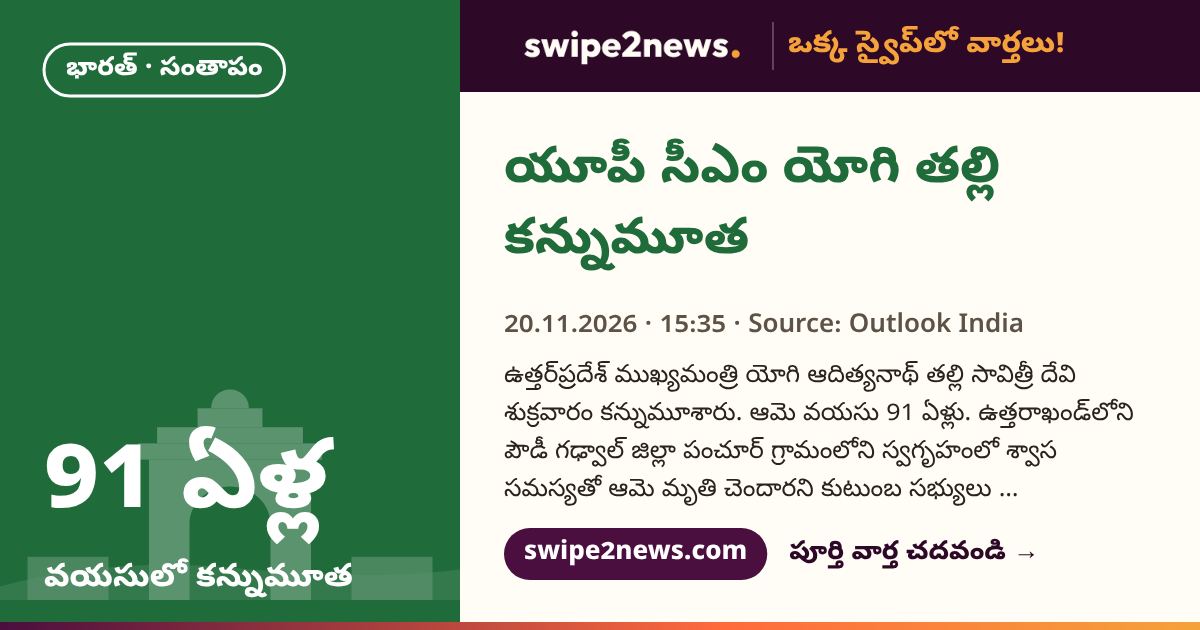 భారత్ · సంతాపం
91 ఏళ్ల
వయసులో కన్నుమూత
swipe2news.
ఒక్క స్వైప్‌లో వార్తలు!
యూపీ సీఎం యోగి తల్లి
కన్నుమూత
20.11.2026 · 15:35 · Source: Outlook India
ఉత్తర్‌ప్రదేశ్ ముఖ్యమంత్రి యోగి ఆదిత్యనాథ్ తల్లి సావిత్రీ దేవి
శుక్రవారం కన్నుమూశారు. ఆమె వయసు 91 ఏళ్లు. ఉత్తరాఖండ్‌లోని
పౌడీ గఢ్వాల్ జిల్లా పంచూర్ గ్రామంలోని స్వగృహంలో శ్వాస
సమస్యతో ఆమె మృతి చెందారని కుటుంబ సభ్యులు ...
swipe2news.com
పూర్తి వార్త చదవండి →